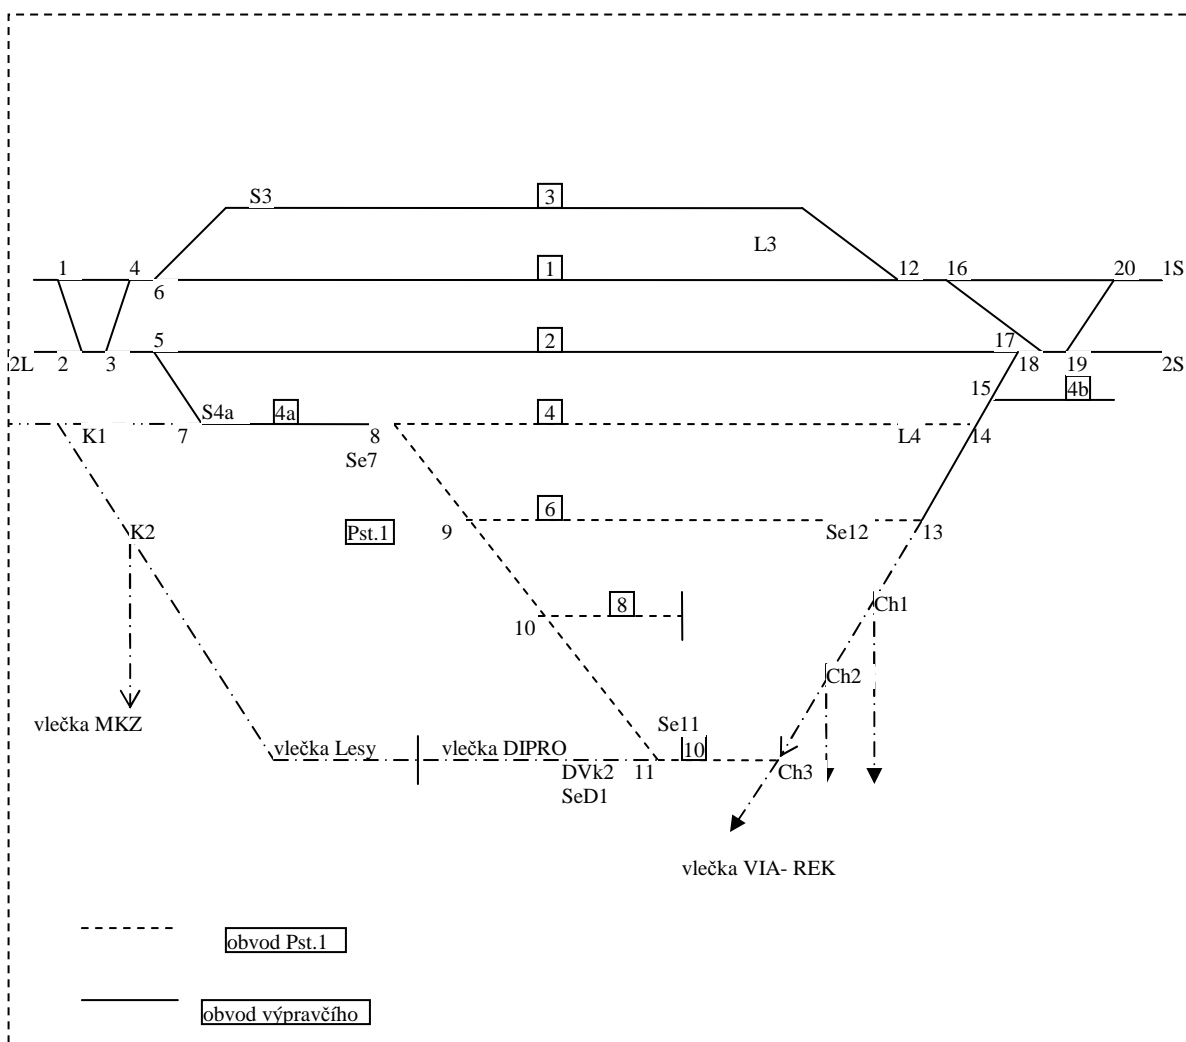 S3 3
L3
1 4 1 12 16 20 1S
6
5 2 17
2L 2 3 18 19 2S
15 4b
S4a 4a 4
K1 7 8 L4 14
Se7
6
K2 Pst.1 9 Se12 13
8 Ch1
10
Ch2
vlečka MKZ Se11
vlečka Lesy vlečka DIPRO 10
DVk2 11 Ch3
SeD1
vlečka VIA- REK
obvod Pst.1
obvod výpravčího